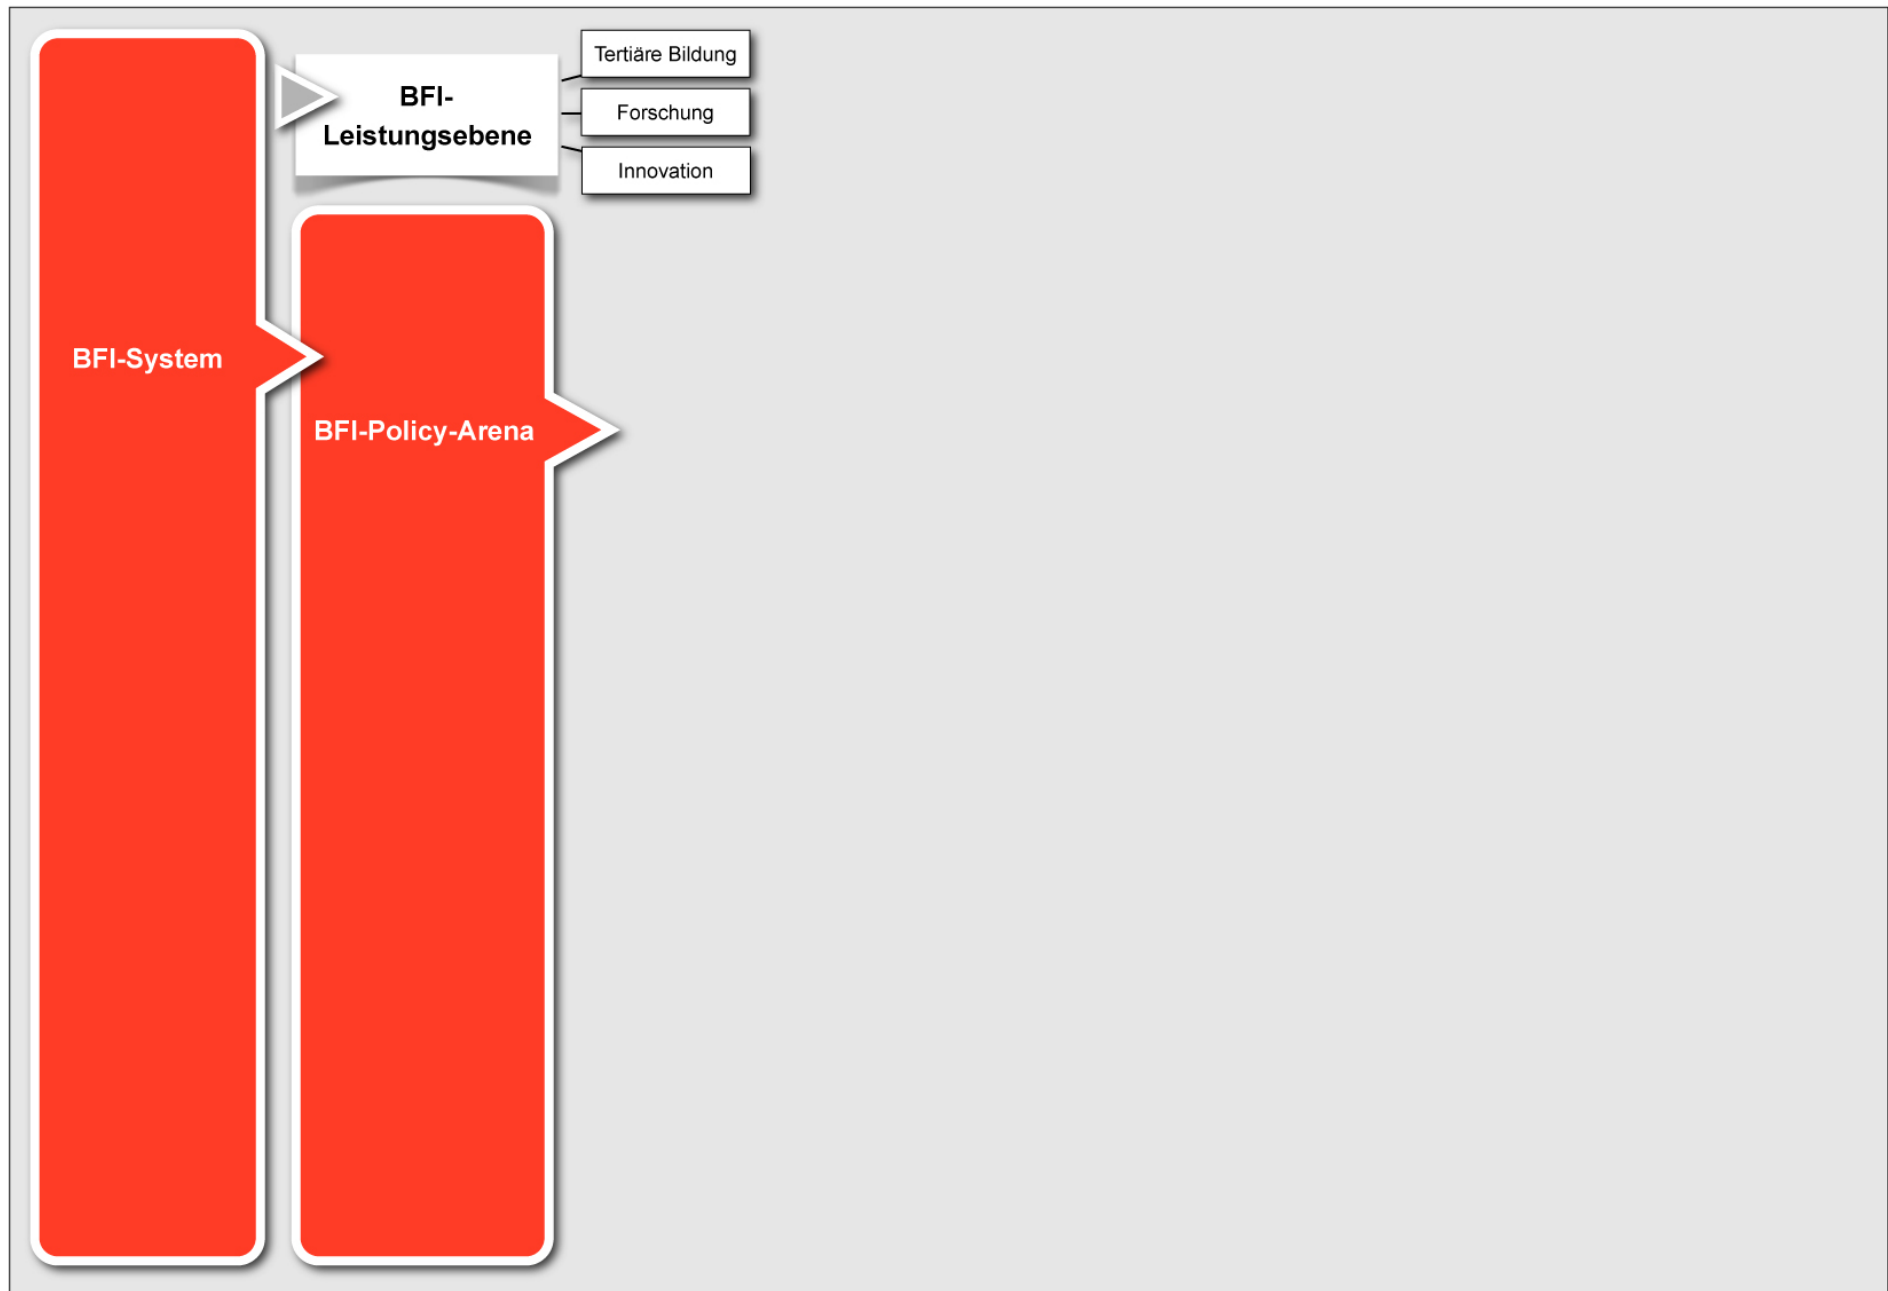 BFI-System
BFI-
Leistungsebene
Tertiäre Bildung
Forschung
Innovation
BFI-Policy-Arena